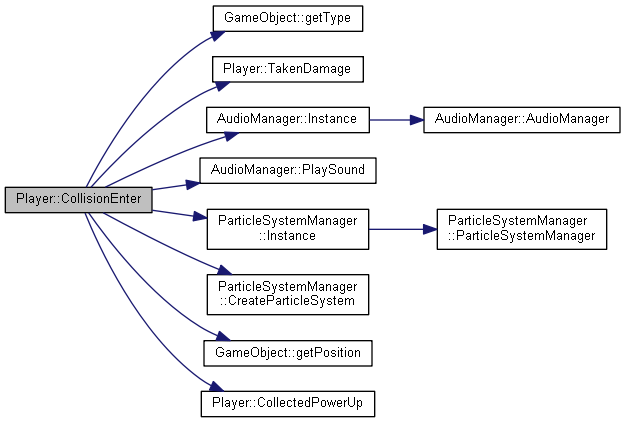 GameObject::getType
Player::TakenDamage
AudioManager::Instance
AudioManager::AudioManager
AudioManager::PlaySound
Player::CollisionEnter
ParticleSystemManager
::Instance
ParticleSystemManager
::ParticleSystemManager
ParticleSystemManager
::CreateParticleSystem
GameObject::getPosition
Player::CollectedPowerUp